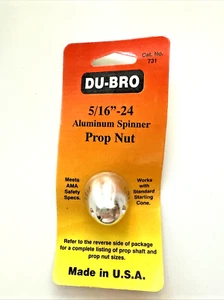 Cat. No.
731
DU-BRO
5/16"-24
Aluminum Spinner
Prop Nut
Meets
AMA
Safety
Specs.
Works
with
Standard
Starting
Cone.
Refer to the reverse side of package
for a complete listing of prop shaft and
prop nut sizes.
Made in U.S.A.